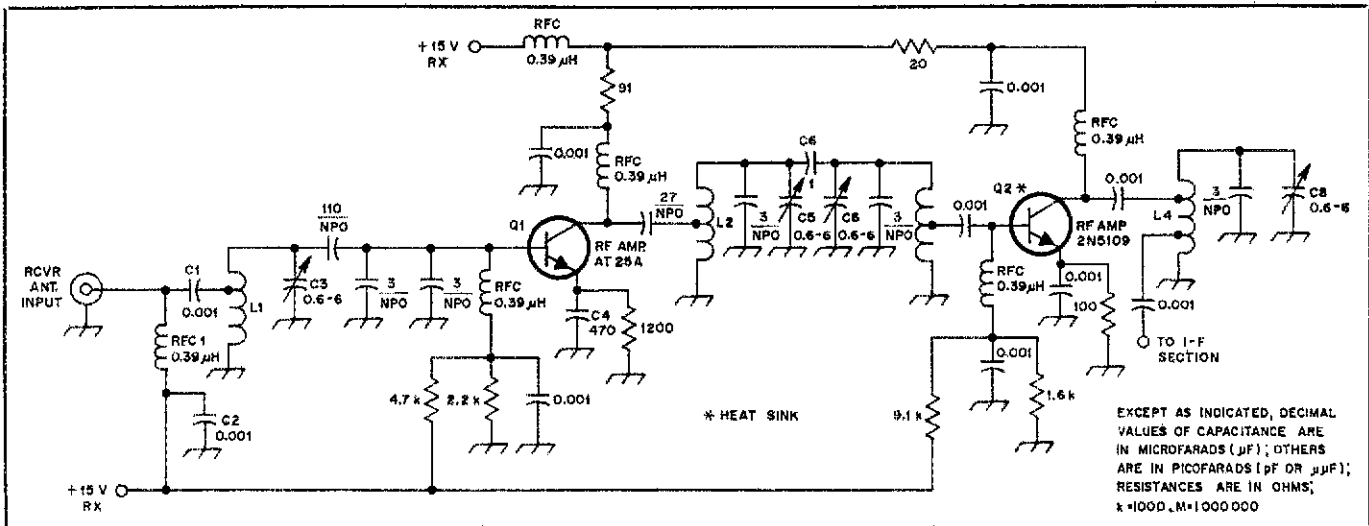 RFC
0.39 μH
+15 V
RX
91
20
0.001
RFC
0.39 μH
0.001
RFC
0.39 μH
C6
1
0.001
L4
3
NPO
C8
0.6-6
Q2 *
RF AMP
2N5109
0.001
27
NPO
L2
3
NPO
C5
0.6-6
C6
0.6-6
3
NPO
Q1
RF AMP
AT 25A
110
NPO
RCVR
ANT.
INPUT
C1
0.001
L1
C3
0.6-6
3
NPO
3
NPO
RFC
0.39 μH
C4
470
1200
RFC
0.39 μH
0.001
100
0.001
TO I-F
SECTION
RFC 1
0.39 μH
C2
0.001
4.7 k
2.2 k
0.001
* HEAT SINK
9.1 k
0.001
1.6 k
+15 V
RX
EXCEPT AS INDICATED, DECIMAL
VALUES OF CAPACITANCE ARE
IN MICROFARADS (μF); OTHERS
ARE IN PICOFARADS (pF OR μμF);
RESISTANCES ARE IN OHMS;
k=1000, M=1000000